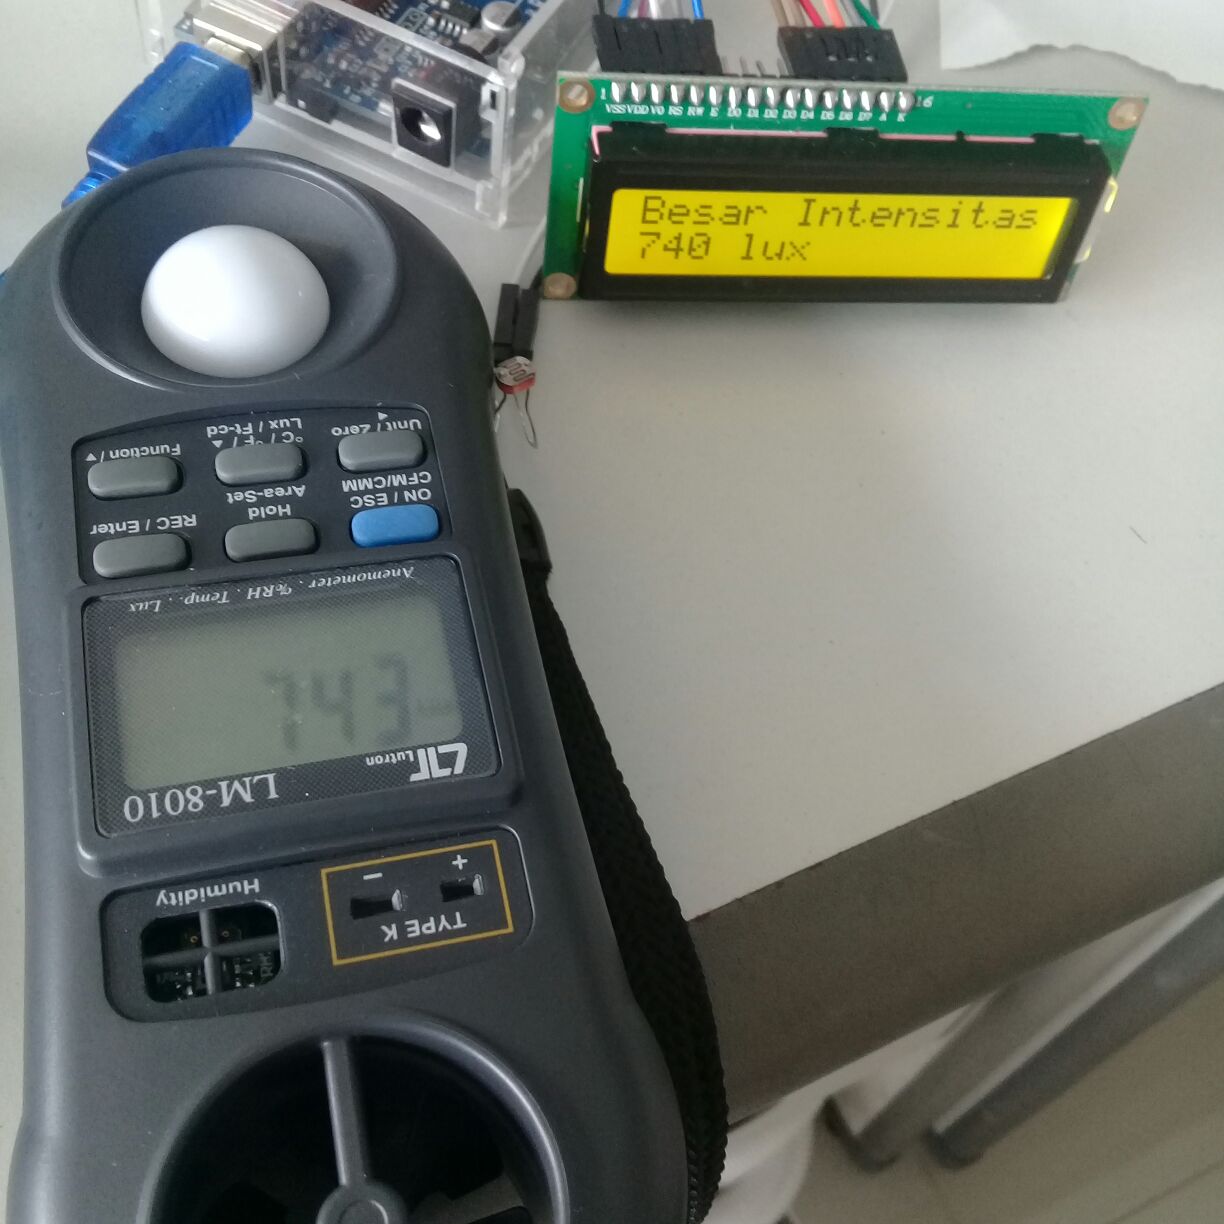 1 16
VSS VDD VO RS RW E D0 D1 D2 D3 D4 D5 D6 D7 A K
Besar Intensitas
740 lux
TYPE K
− +
Humidity
LM-8010
Lutron
743
Anemometer . %RH . Temp. . Lux
ON / ESC
CFM/CMM
Hold
Area-Set
REC / Enter
Unit / Zero
°C / °F / ▲
Lux / Ft-cd
Function / ▼